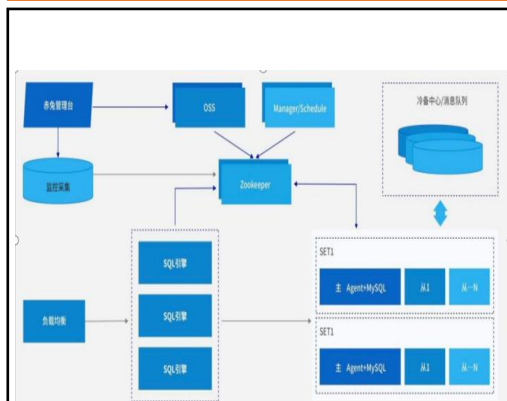 赤兔管理台
OSS
Manager/Schedule
冷备中心/消息队列
监控采集
Zookeeper
SQL引擎
SQL引擎
SQL引擎
负载均衡
SET1
主 Agent+MySQL
从1
从…N
SET1
主 Agent+MySQL
从1
从…N